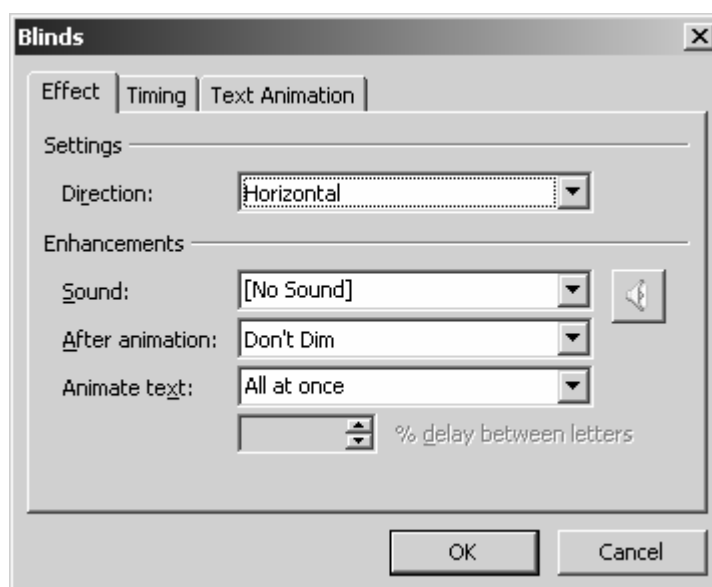 Blinds
Effect Timing Text Animation
Settings
Direction: Horizontal
Enhancements
Sound: [No Sound]
After animation: Don't Dim
Animate text: All at once
% delay between letters
OK Cancel